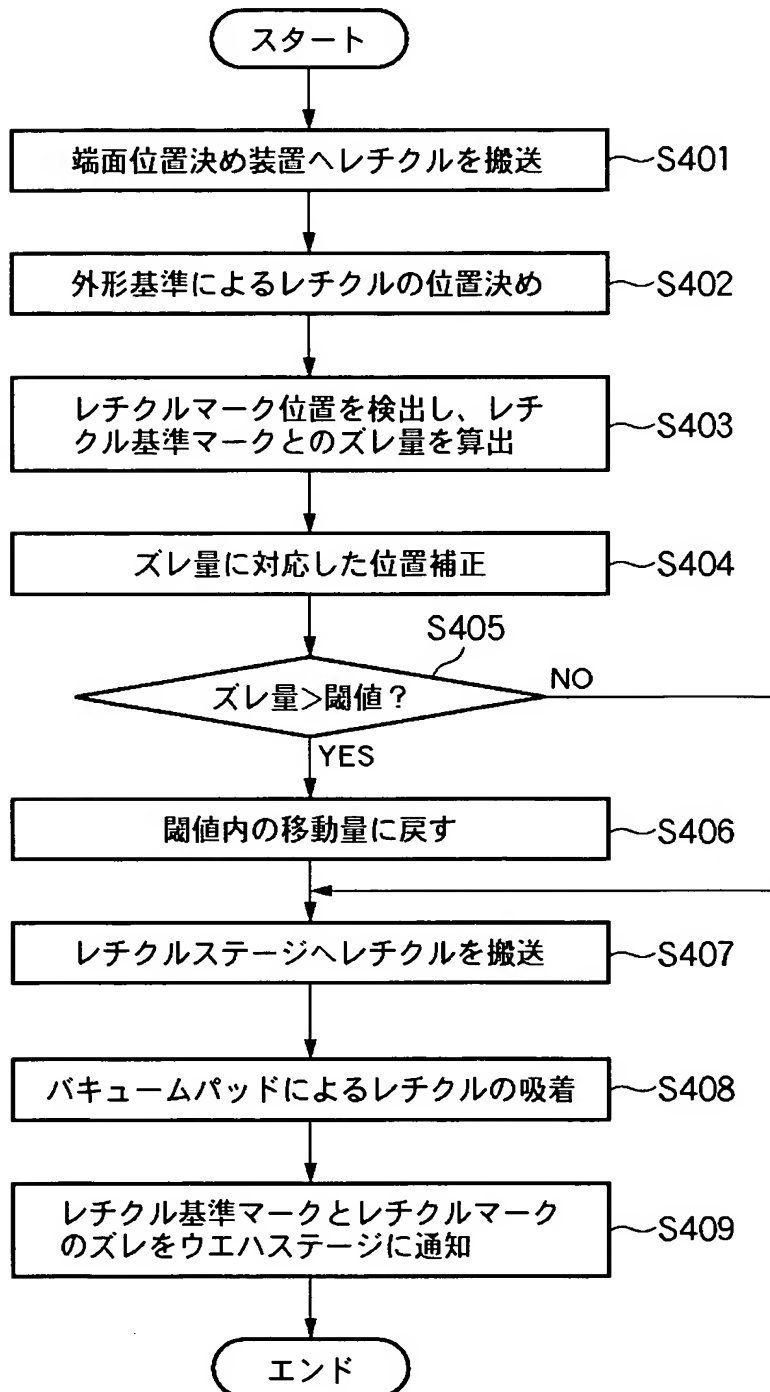 スタート
端面位置決め装置へレチクルを搬送
S401
外形基準によるレチクルの位置決め
S402
レチクルマーク位置を検出し、レチ
クル基準マークとのズレ量を算出
S403
ズレ量に対応した位置補正
S404
S405
ズレ量>閾値？
NO
YES
閾値内の移動量に戻す
S406
レチクルステージへレチクルを搬送
S407
バキュームパッドによるレチクルの吸着
S408
レチクル基準マークとレチクルマーク
のズレをウエハステージに通知
S409
エンド